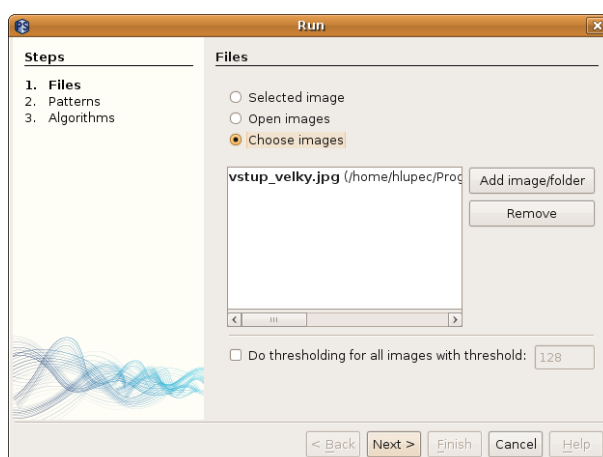 PS
Run
Steps
1. Files
2. Patterns
3. Algorithms
Files
Selected image
Open images
Choose images
vstup_velky.jpg (/home/hlupec/Prog
Add image/folder
Remove
Do thresholding for all images with threshold: 128
< Back Next > Finish Cancel Help